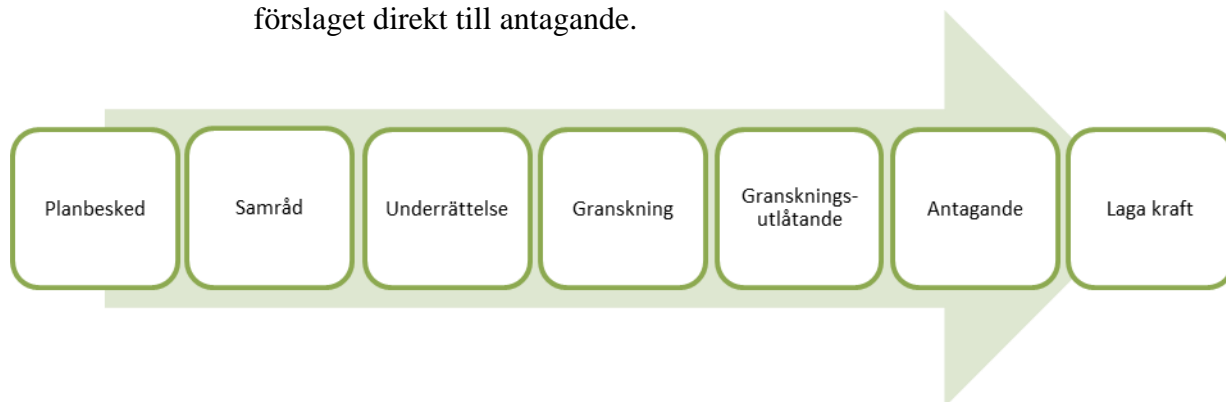 förslaget direkt till antagande.
Planbesked
Samråd
Underrättelse
Granskning
Gransknings-
utlåtande
Antagande
Laga kraft